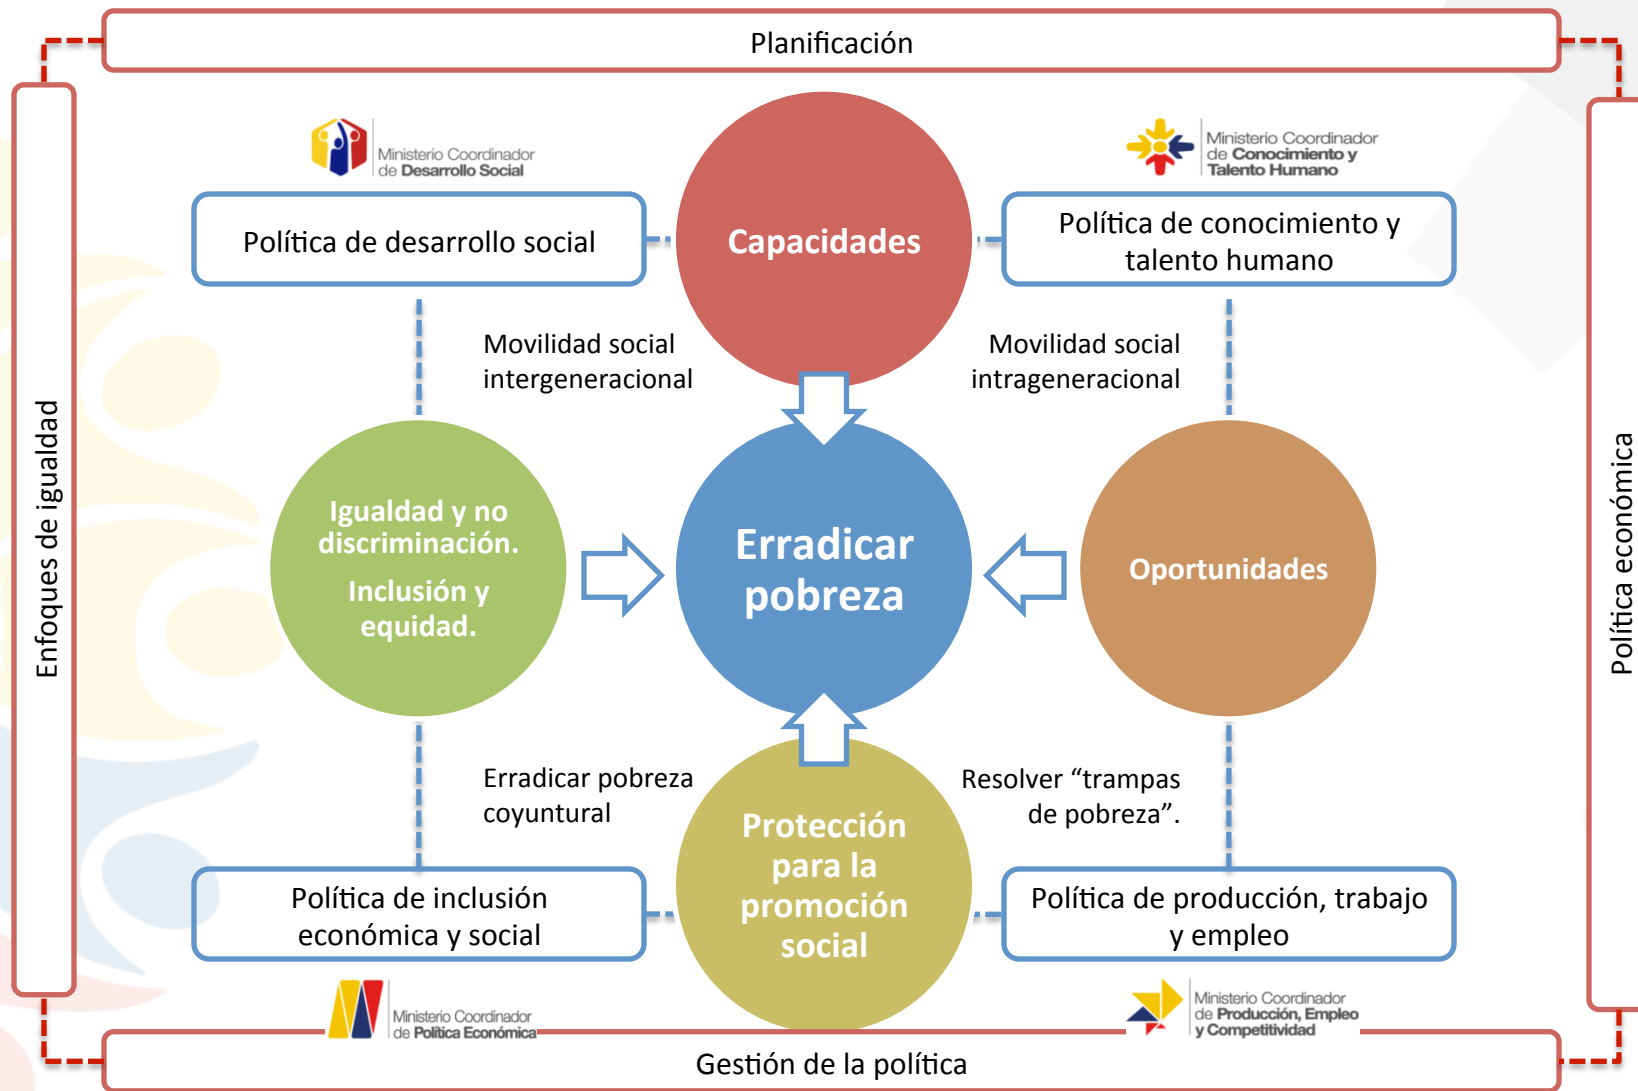 Planificación
Ministerio Coordinador
de Desarrollo Social
Ministerio Coordinador
de Conocimiento y
Talento Humano
Política de desarrollo social
Capacidades
Política de conocimiento y
talento humano
Movilidad social
intergeneracional
Movilidad social
intrageneracional
Enfoques de igualdad
Igualdad y no
discriminación.
Inclusión y
equidad.
Erradicar
pobreza
Oportunidades
Política económica
Erradicar pobreza
coyuntural
Resolver “trampas
de pobreza”.
Protección
para la
promoción
social
Política de inclusión
económica y social
Política de producción, trabajo
y empleo
Ministerio Coordinador
de Política Económica
Ministerio Coordinador
de Producción, Empleo
y Competitividad
Gestión de la política